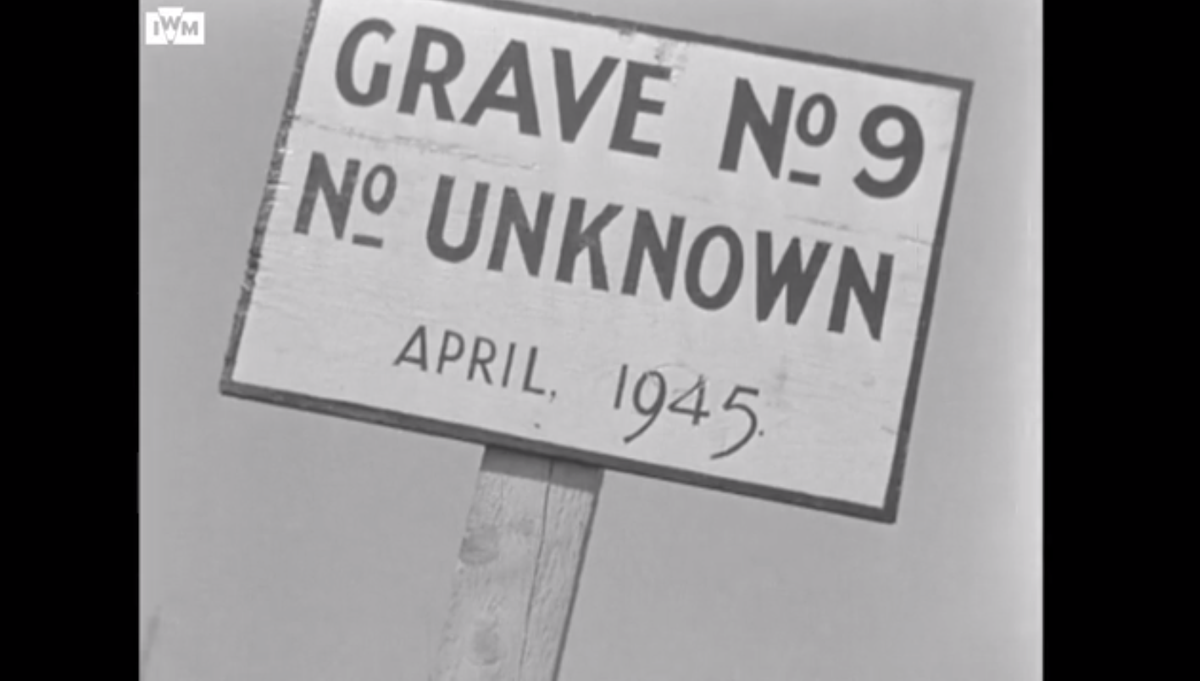 IWM
GRAVE Nº 9
Nº UNKNOWN
APRIL, 1945.